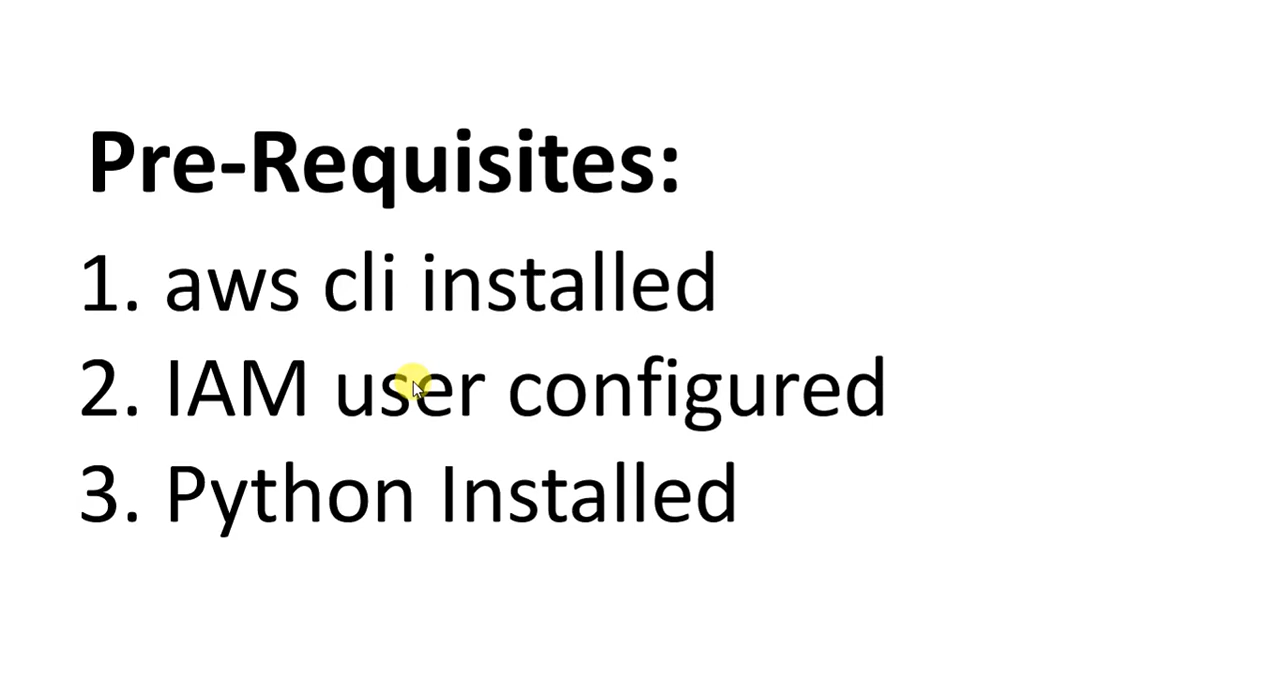 Pre-Requisites:
1. aws cli installed
2. IAM user configured
3. Python Installed